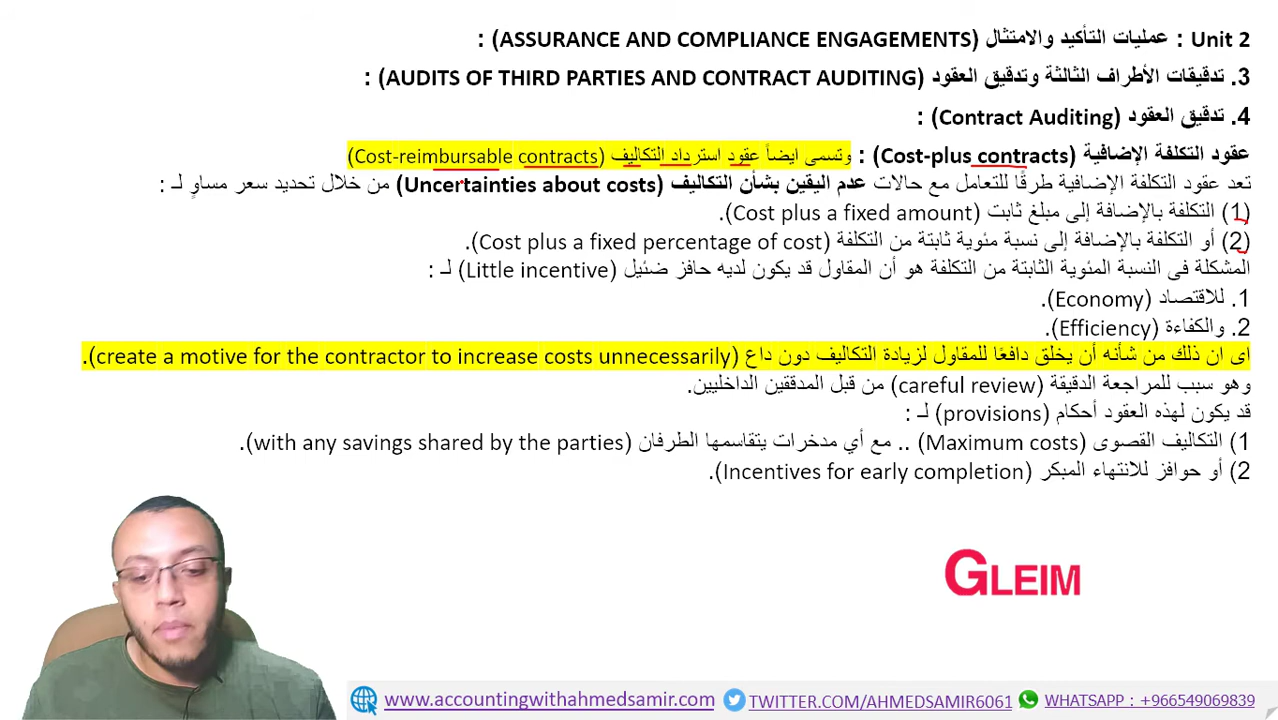 Unit 2 : عمليات التأكيد والامتثال (ASSURANCE AND COMPLIANCE ENGAGEMENTS) :
3. تدقيقات الأطراف الثالثة وتدقيق العقود (AUDITS OF THIRD PARTIES AND CONTRACT AUDITING) :
4. تدقيق العقود (Contract Auditing) :
عقود التكلفة الإضافية (Cost-plus contracts) : وتسمى ايضاً عقود استرداد التكاليف (Cost-reimbursable contracts)
تعد عقود التكلفة الإضافية طرقًا للتعامل مع حالات عدم اليقين بشأن التكاليف (Uncertainties about costs) من خلال تحديد سعر مساوٍ لـ :
(1) التكلفة بالإضافة إلى مبلغ ثابت (Cost plus a fixed amount).
(2) أو التكلفة بالإضافة إلى نسبة مئوية ثابتة من التكلفة (Cost plus a fixed percentage of cost).
المشكلة فى النسبة المئوية الثابتة من التكلفة هو أن المقاول قد يكون لديه حافز ضئيل (Little incentive) لـ :
1. للاقتصاد (Economy).
2. والكفاءة (Efficiency).
اى ان ذلك من شأنه أن يخلق دافعًا للمقاول لزيادة التكاليف دون داع (create a motive for the contractor to increase costs unnecessarily).
وهو سبب للمراجعة الدقيقة (careful review) من قبل المدققين الداخليين.
قد يكون لهذه العقود أحكام (provisions) لـ :
1) التكاليف القصوى (Maximum costs) .. مع أي مدخرات يتقاسمها الطرفان (with any savings shared by the parties).
2) أو حوافز للانتهاء المبكر (Incentives for early completion).
GLEIM
www.accountingwithahmedsamir.com TWITTER.COM/AHMEDSAMIR6061 WHATSAPP : +966549069839